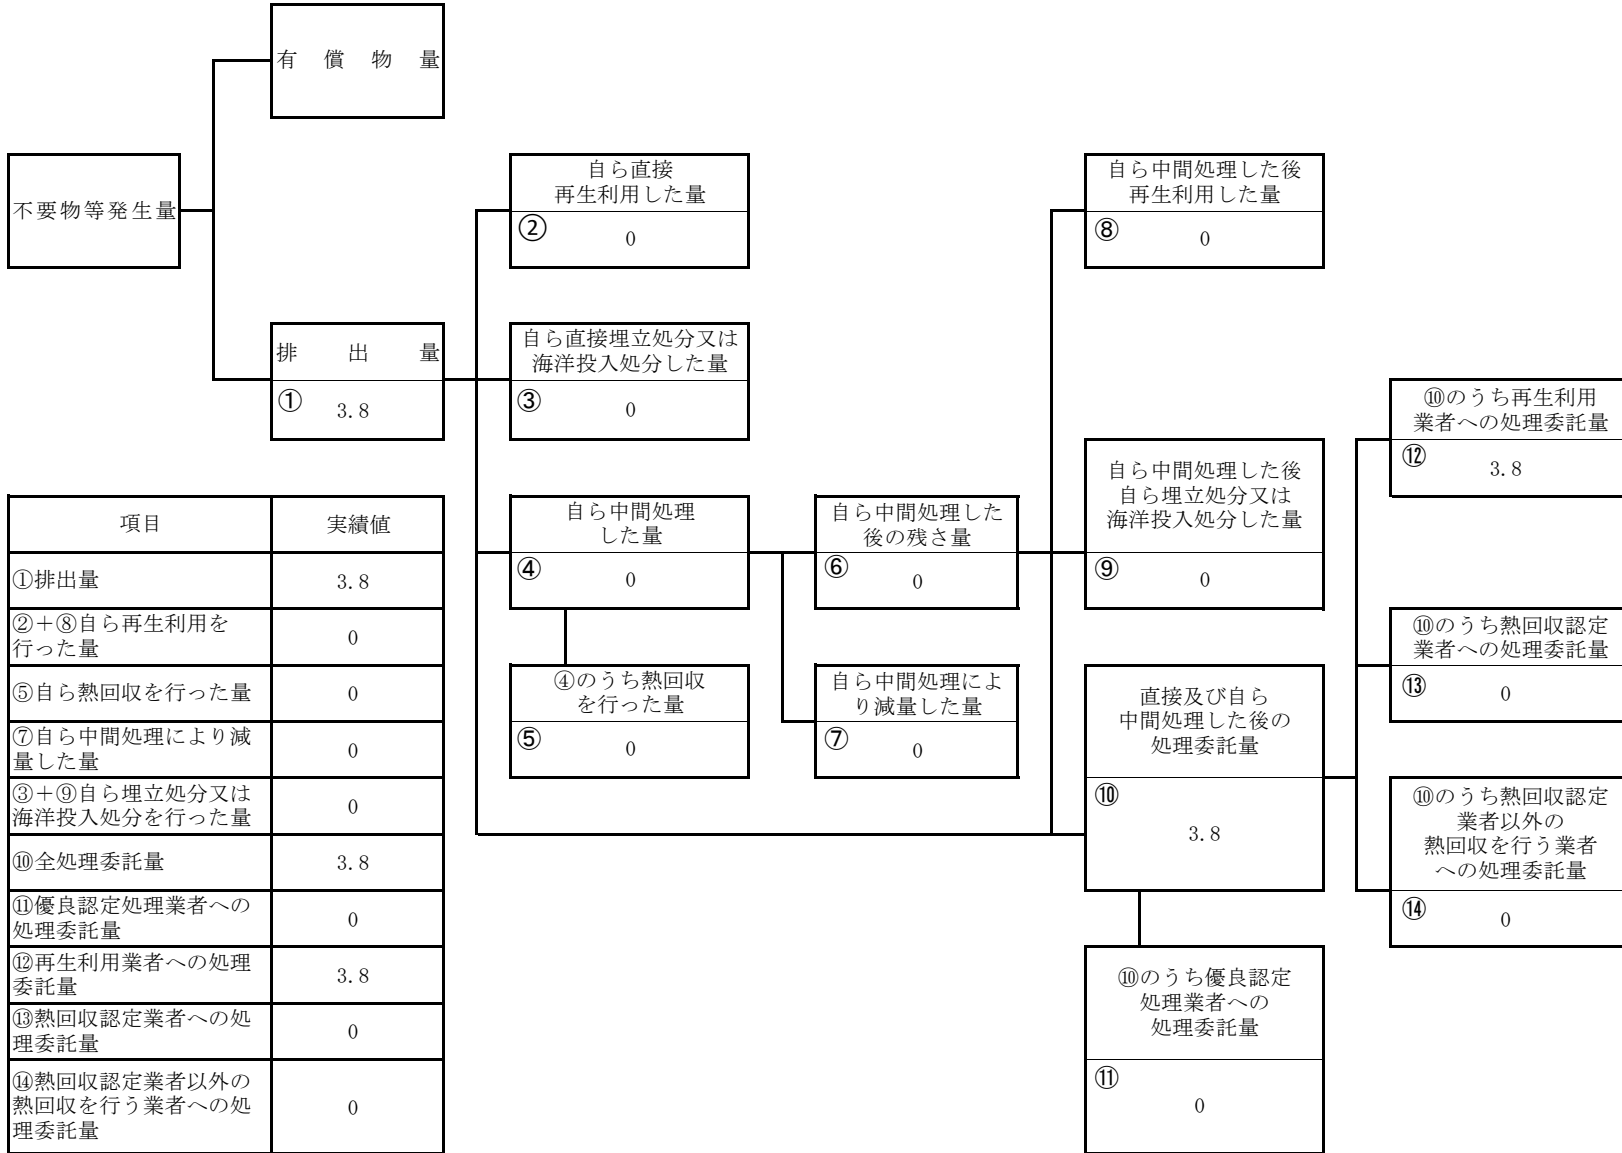 有償物量
不要物等発生量
排出量
①
3.8
自ら直接
再生利用した量
②
0
自ら直接埋立処分又は
海洋投入処分した量
③
0
自ら中間処理
した量
④
0
④のうち熱回収
を行った量
⑤
0
自ら中間処理した
後の残さ量
⑥
0
自ら中間処理によ
り減量した量
⑦
0
自ら中間処理した後
再生利用した量
⑧
0
自ら中間処理した後
自ら埋立処分又は
海洋投入処分した量
⑨
0
直接及び自ら
中間処理した後の
処理委託量
⑩
3.8
⑩のうち優良認定
処理業者への
処理委託量
⑪
0
⑩のうち再生利用
業者への処理委託量
⑫
3.8
⑩のうち熱回収認定
業者への処理委託量
⑬
0
⑩のうち熱回収認定
業者以外の
熱回収を行う業者
への処理委託量
⑭
0
項目 実績値
①排出量 3.8
②＋⑧自ら再生利用を
行った量 0
⑤自ら熱回収を行った量 0
⑦自ら中間処理により減
量した量 0
③＋⑨自ら埋立処分又は
海洋投入処分を行った量 0
⑩全処理委託量 3.8
⑪優良認定処理業者への
処理委託量 0
⑫再生利用業者への処理
委託量 3.8
⑬熱回収認定業者への処
理委託量 0
⑭熱回収認定業者以外の
熱回収を行う業者への処
理委託量 0